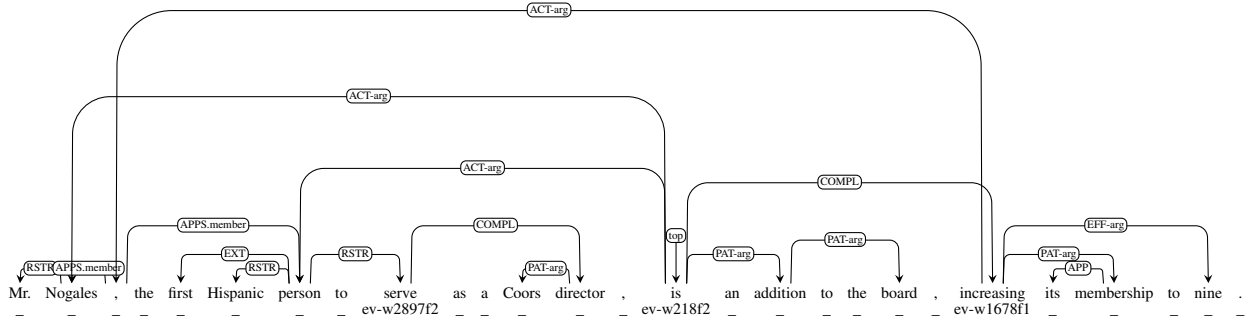 ACT-arg
ACT-arg
ACT-arg
COMPL
APPS.member COMPL EFF-arg
top
PAT-arg
EXT RSTR PAT-arg PAT-arg
RSTR APPS.member RSTR PAT-arg APP
Mr. Nogales , the first Hispanic person to serve as a Coors director , is an addition to the board , increasing its membership to nine .
_ _ _ _ _ _ _ _ ev-w2897f2 _ _ _ _ _ ev-w218f2 _ _ _ _ _ _ ev-w1678f1 _ _ _ _ _